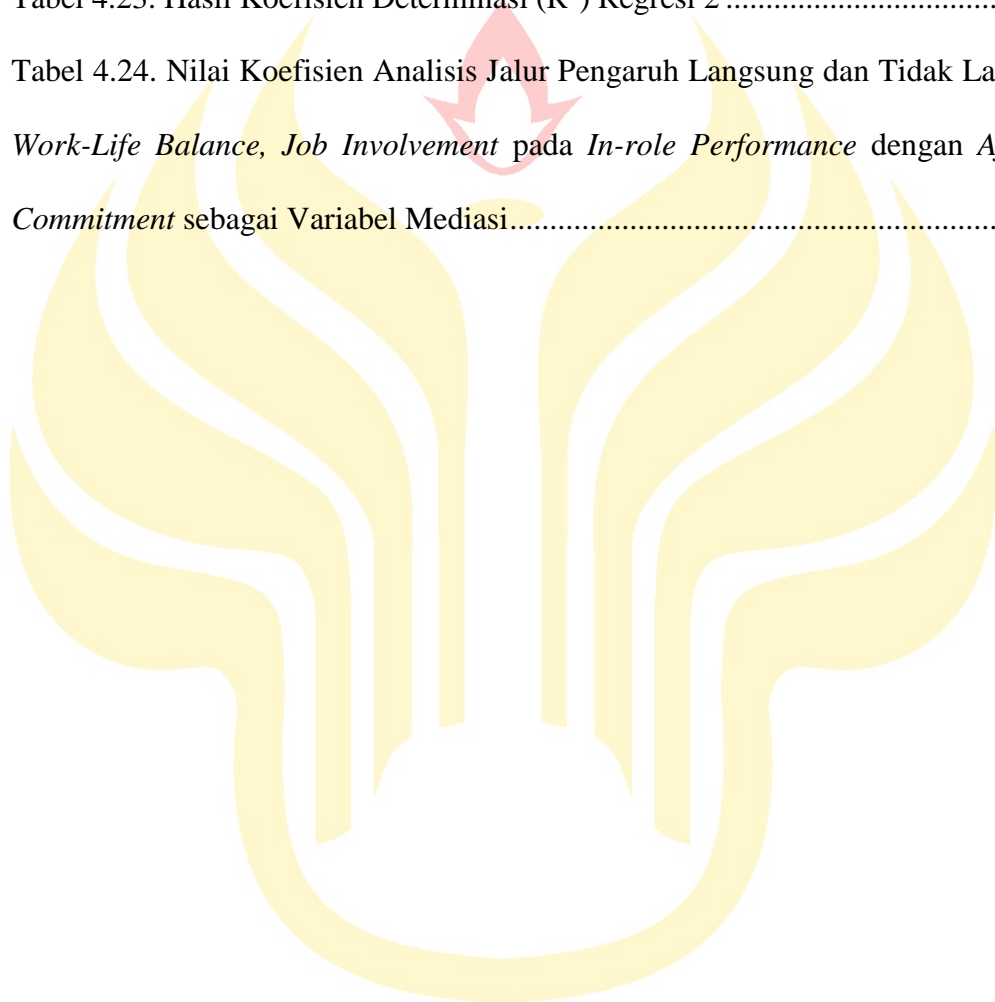 Tabel 4.23. Hasil Koefisien Determinasi (R²) Regresi 2 ................................
Tabel 4.24. Nilai Koefisien Analisis Jalur Pengaruh Langsung dan Tidak La
Work-Life Balance, Job Involvement pada In-role Performance dengan
Commitment sebagai Variabel Mediasi............................................................